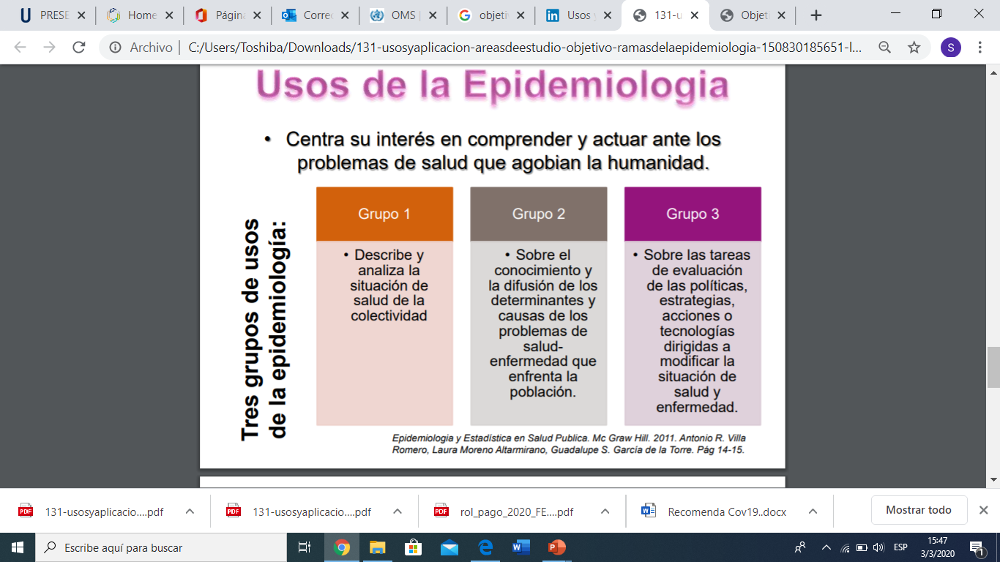 PRESE
Home
Página
Correo
OMS |
objetiv
Usos y
131-u
Objeti
Archivo | C:/Users/Toshiba/Downloads/131-usosyaplicacion-areasdeestudio-objetivo-ramasdelaepidemiologia-150830185651-l...
S
Usos de la Epidemiologia
• Centra su interés en comprender y actuar ante los
problemas de salud que agobian la humanidad.
Tres grupos de usos
de la epidemiología:
Grupo 1
• Describe y
analiza la
situación de
salud de la
colectividad
Grupo 2
• Sobre el
conocimiento y
la difusión de los
determinantes y
causas de los
problemas de
salud-
enfermedad que
enfrenta la
población.
Grupo 3
• Sobre las tareas
de evaluación
de las políticas,
estrategias,
acciones o
tecnologías
dirigidas a
modificar la
situación de
salud y
enfermedad.
Epidemiologia y Estadística en Salud Publica. Mc Graw Hill. 2011. Antonio R. Villa
Romero, Laura Moreno Altarmirano, Guadalupe S. García de la Torre. Pág 14-15.
131-usosyaplicacio....pdf
131-usosyaplicacio....pdf
rol_pago_2020_FE....pdf
Recomenda Cov19..docx
Mostrar todo
Escribe aquí para buscar
ESP
15:47
3/3/2020
1